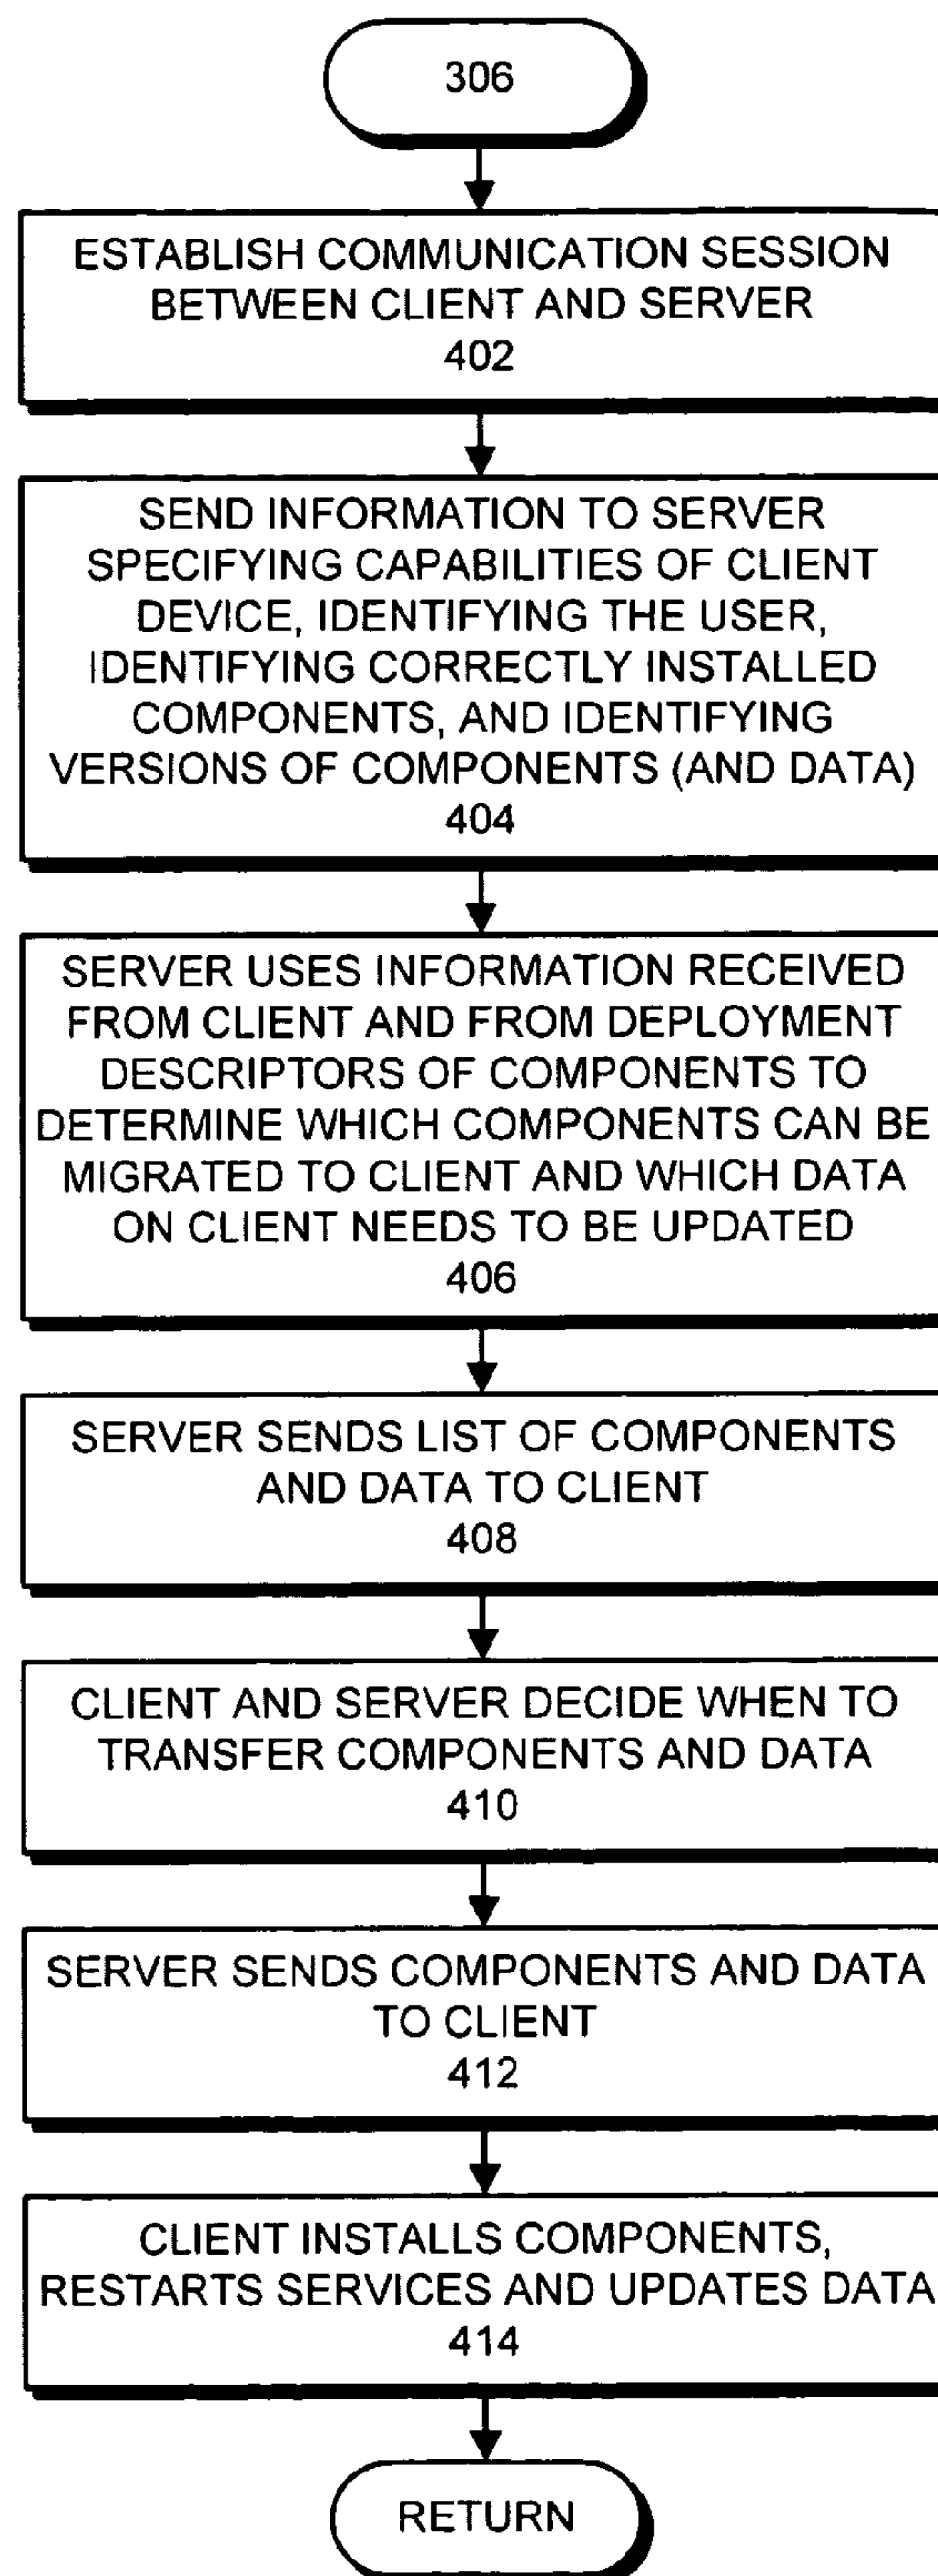 306
ESTABLISH COMMUNICATION SESSION
BETWEEN CLIENT AND SERVER
402
SEND INFORMATION TO SERVER
SPECIFYING CAPABILITIES OF CLIENT
DEVICE, IDENTIFYING THE USER,
IDENTIFYING CORRECTLY INSTALLED
COMPONENTS, AND IDENTIFYING
VERSIONS OF COMPONENTS (AND DATA)
404
SERVER USES INFORMATION RECEIVED
FROM CLIENT AND FROM DEPLOYMENT
DESCRIPTORS OF COMPONENTS TO
DETERMINE WHICH COMPONENTS CAN BE
MIGRATED TO CLIENT AND WHICH DATA
ON CLIENT NEEDS TO BE UPDATED
406
SERVER SENDS LIST OF COMPONENTS
AND DATA TO CLIENT
408
CLIENT AND SERVER DECIDE WHEN TO
TRANSFER COMPONENTS AND DATA
410
SERVER SENDS COMPONENTS AND DATA
TO CLIENT
412
CLIENT INSTALLS COMPONENTS,
RESTARTS SERVICES AND UPDATES DATA
414
RETURN